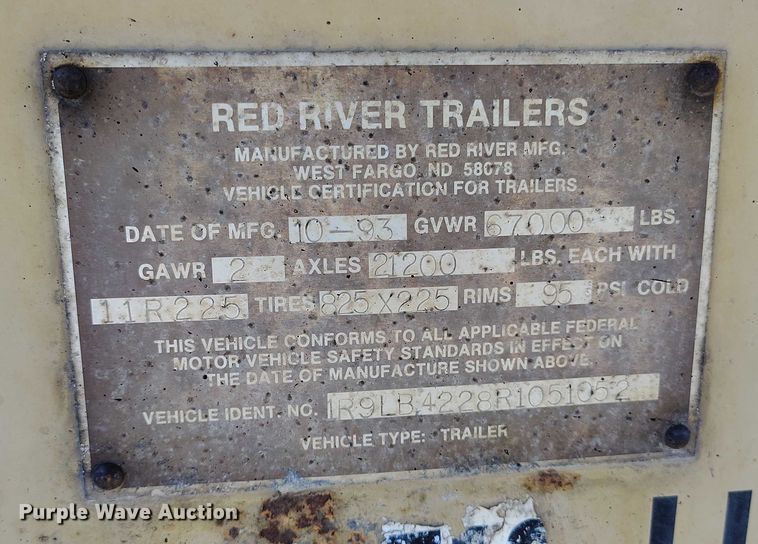 RED RIVER TRAILERS
MANUFACTURED BY RED RIVER MFG.
WEST FARGO ND 58078
VEHICLE CERTIFICATION FOR TRAILERS
DATE OF MFG. 10-93 GVWR 67000 LBS.
GAWR 2 AXLES 21200 LBS. EACH WITH
11R225 TIRES 825X225 RIMS 95 PSI COLD
THIS VEHICLE CONFORMS TO ALL APPLICABLE FEDERAL
MOTOR VEHICLE SAFETY STANDARDS IN EFFECT ON
THE DATE OF MANUFACTURE SHOWN ABOVE.
VEHICLE IDENT. NO. 1R9LB4228R1051052
VEHICLE TYPE: TRAILER
Purple Wave Auction